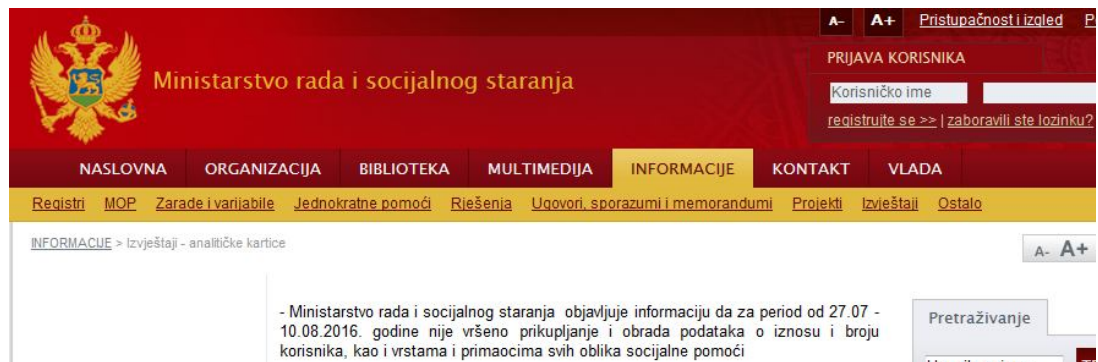 A- A+ Pristupačnost i izgled
Ministarstvo rada i socijalnog staranja
PRIJAVA KORISNIKA
Korisničko ime
registrujte se >> | zaboravili ste lozinku?
NASLOVNA ORGANIZACIJA BIBLIOTEKA MULTIMEDIJA INFORMACIJE KONTAKT VLADA
Registri MOP Zarade i varijabile Jednokratne pomoći Rješenja Ugovori, sporazumi i memorandumi Projekti Izvještaji Ostalo
INFORMACIJE > Izvještaji - analitičke kartice
A- A+
- Ministarstvo rada i socijalnog staranja objavljuje informaciju da za period od 27.07 -
10.08.2016. godine nije vršeno prikupljanje i obrada podataka o iznosu i broju
korisnika, kao i vrstama i primaocima svih oblika socijalne pomoći
Pretraživanje